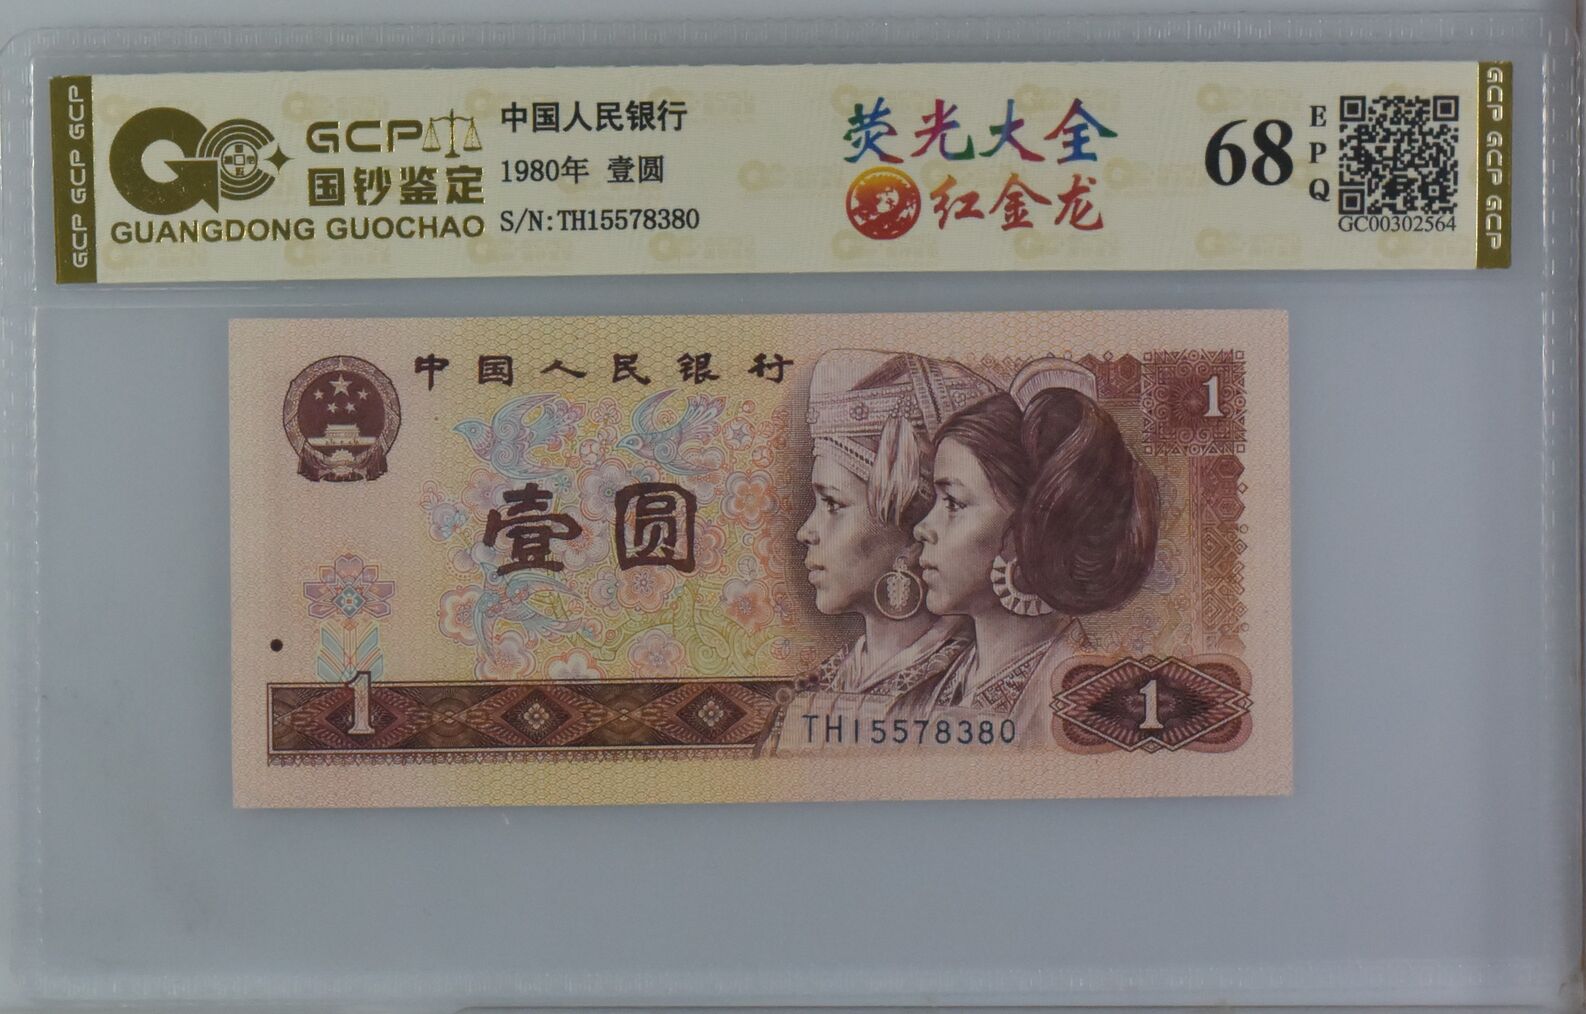 GCP GCP GCP
GCP
国钞鉴定
GUANGDONG GUOCHAO
中国人民银行
1980年 壹圆
S/N:TH15578380
荧光大全
红金龙
68
EPQ
GC00302564
GCP GCP GCP
中国人民银行
1
壹圆
1
TH15578380
1